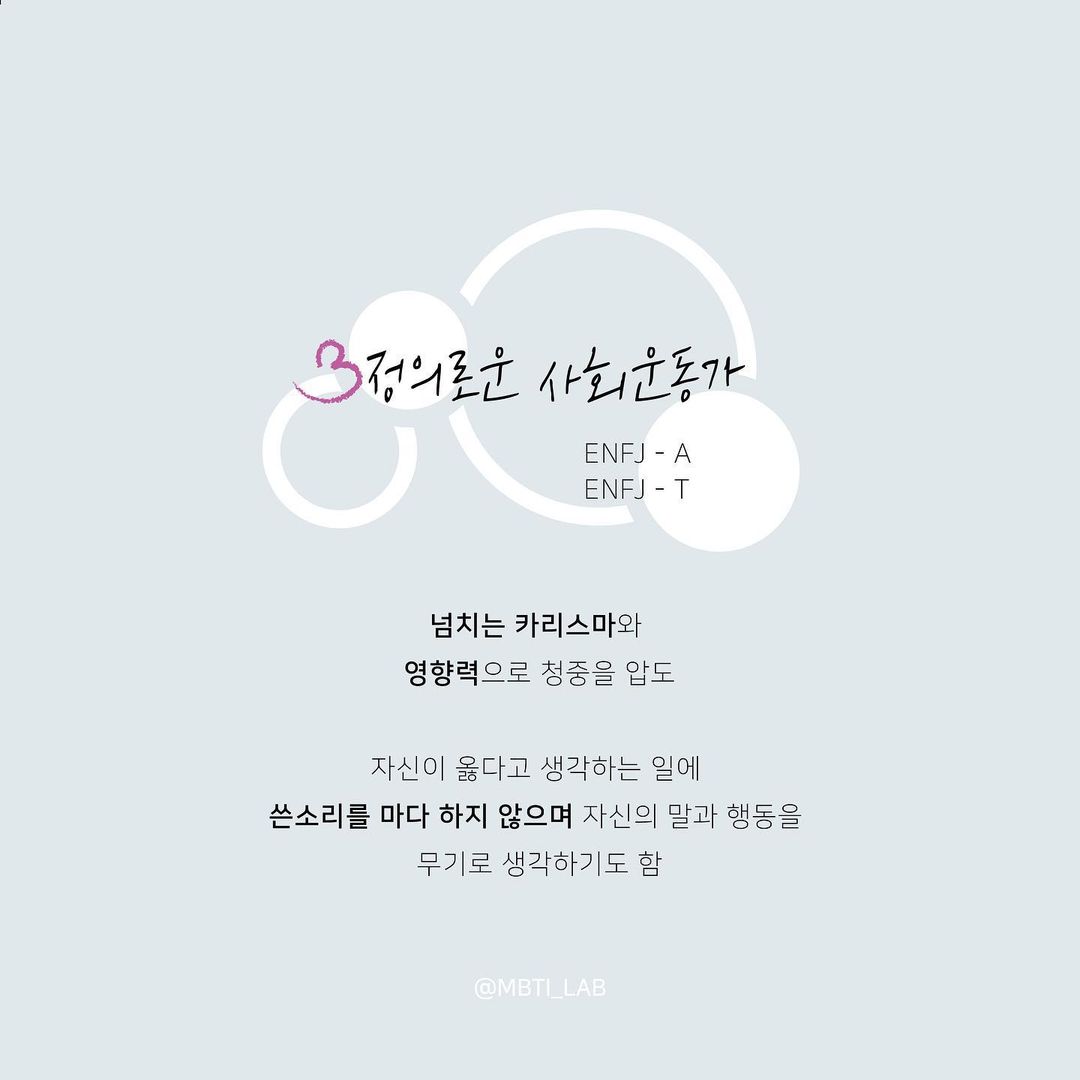 3 정의로운 사회운동가
ENFJ - A
ENFJ - T
넘치는 카리스마와
영향력으로 청중을 압도
자신이 옳다고 생각하는 일에
쓴소리를 마다 하지 않으며 자신의 말과 행동을
무기로 생각하기도 함
@MBTI_LAB